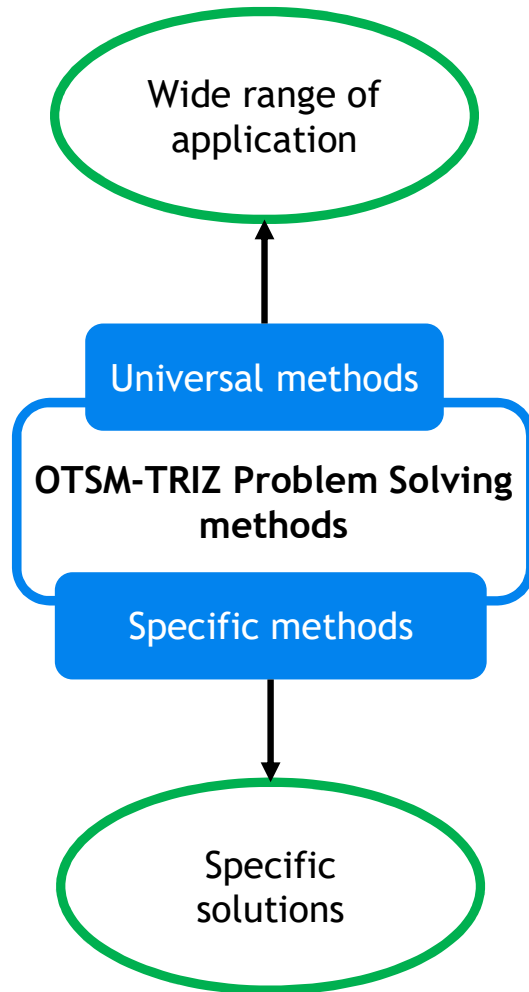 Wide range of
application
Universal methods
OTSM-TRIZ Problem Solving
methods
Specific methods
Specific
solutions